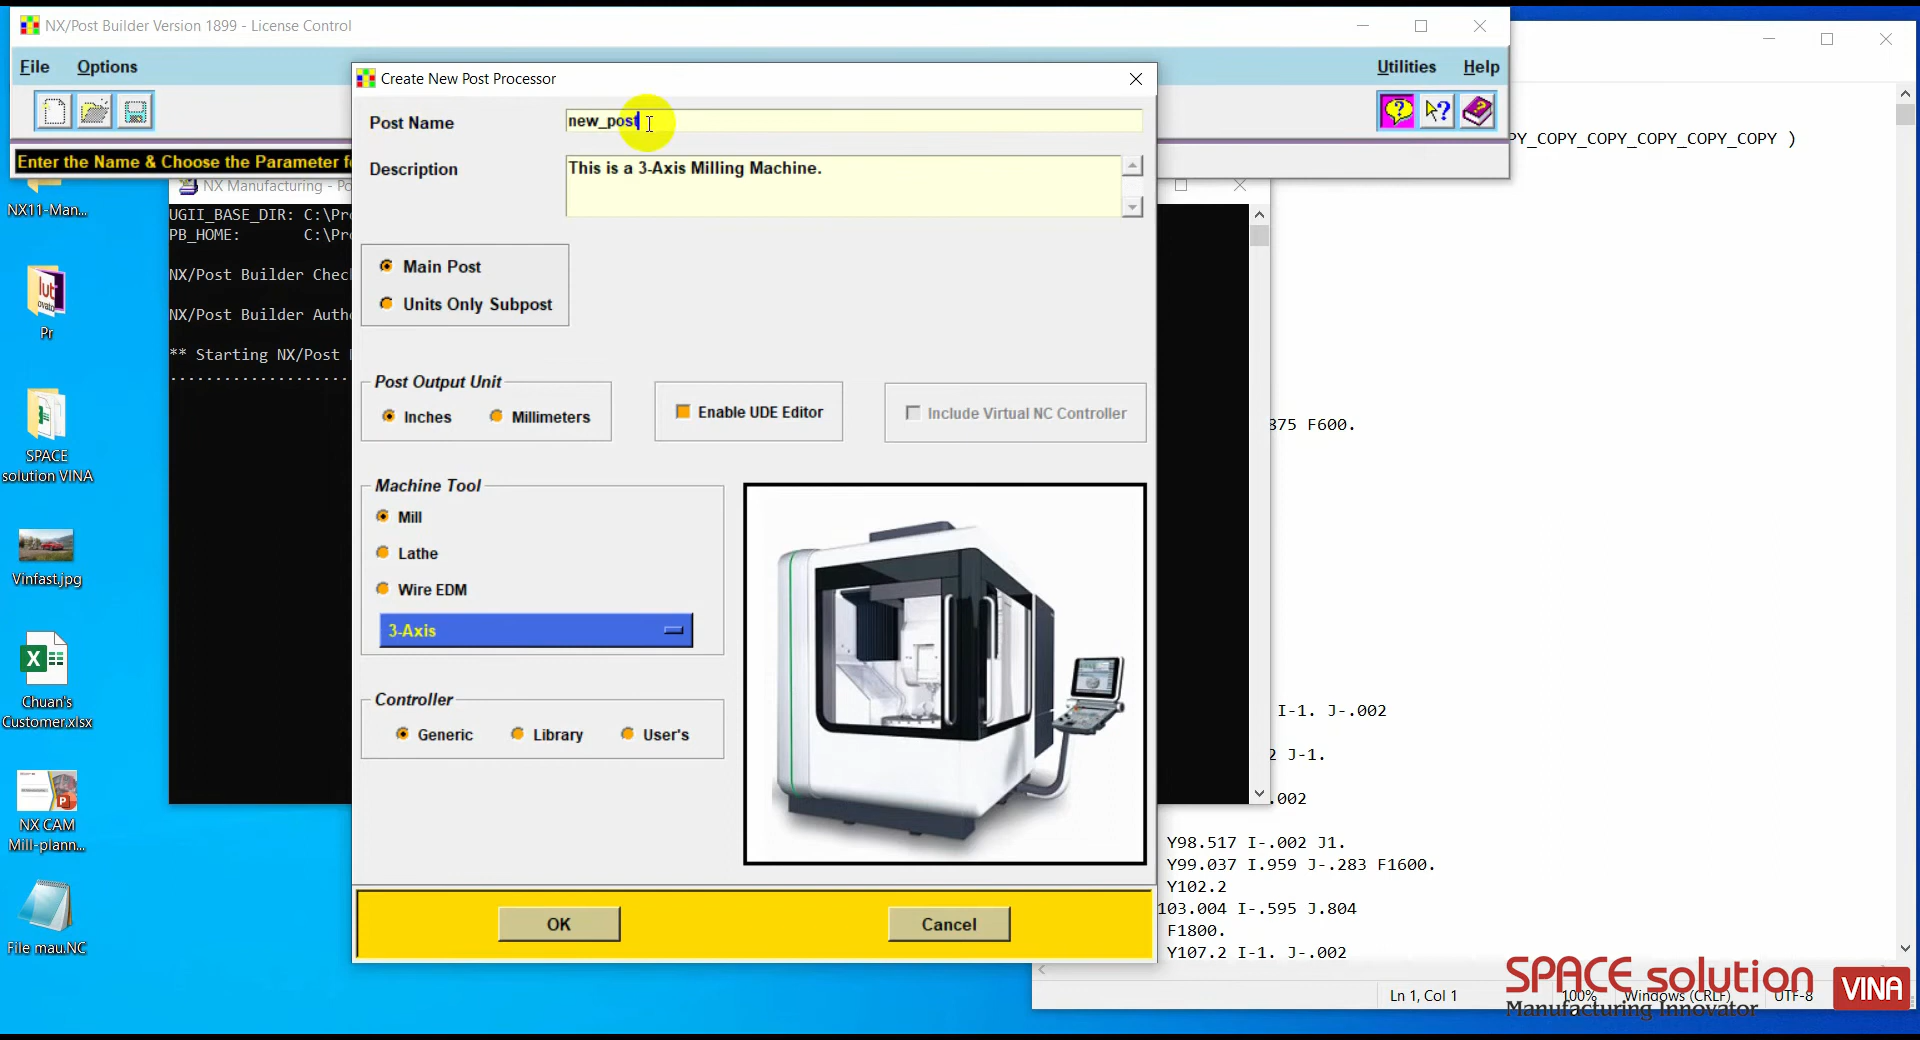 NX/Post Builder Version 1899 - License Control
File Options
Utilities Help
Enter the Name & Choose the Parameter f
Create New Post Processor
Post Name
new_post
Description
This is a 3-Axis Milling Machine.
Main Post
Units Only Subpost
Post Output Unit
Inches
Millimeters
Enable UDE Editor
Include Virtual NC Controller
Machine Tool
Mill
Lathe
Wire EDM
3-Axis
Controller
Generic
Library
User's
OK
Cancel
NX Manufacturing - Po
UGII_BASE_DIR: C:\Pr
PB_HOME: C:\Pr
NX/Post Builder Chec
NX/Post Builder Auth
** Starting NX/Post
NX11-Man...
Pr
SPACE
solution VINA
Vinfast.jpg
Chuan's
Customer.xlsx
NX CAM
Mill-plann...
File mau.NC
Y_COPY_COPY_COPY_COPY_COPY )
375 F600.
I-1. J-.002
2 J-1.
.002
Y98.517 I-.002 J1.
Y99.037 I.959 J-.283 F1600.
Y102.2
103.004 I-.595 J.804
F1800.
Y107.2 I-1. J-.002
Ln 1, Col 1
100%
Windows (CRLF)
UTF-8
SPACE solution VINA
Manufacturing Innovator